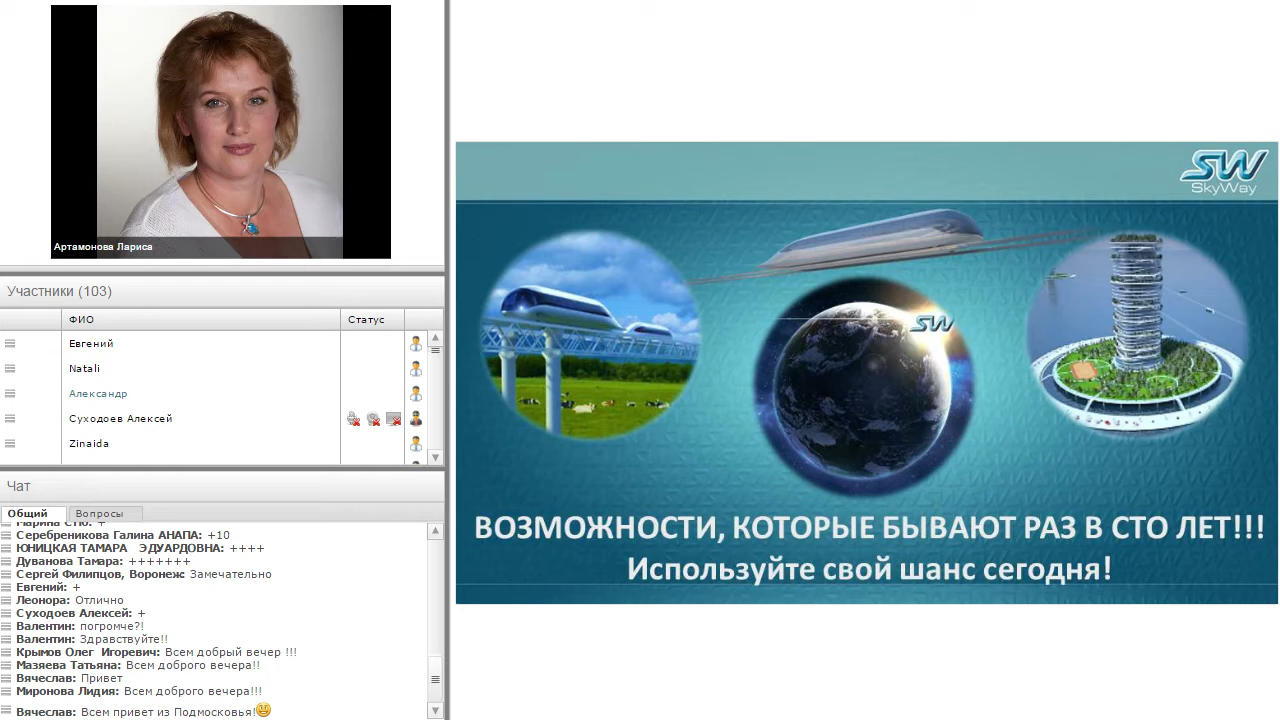 Артамонова Лариса
Участники (103)
ФИО
Статус
Евгений
Natali
Александр
Суходоев Алексей
Zinaida
Чат
Общий
Вопросы
Марина Стю: +
Серебреникова Галина АНАПА: +10
ЮНИЦКАЯ ТАМАРА ЭДУАРДОВНА: ++++
Дуванова Тамара: +++++++
Сергей Филипцов, Воронеж: Замечательно
Евгений: +
Леонора: Отлично
Суходоев Алексей: +
Валентин: погромче?!
Валентин: Здравствуйте!!
Крымов Олег Игоревич: Всем добрый вечер !!!
Мазяева Татьяна: Всем доброго вечера!!
Вячеслав: Привет
Миронова Лидия: Всем доброго вечера!!!
Вячеслав: Всем привет из Подмосковья!
SW
SkyWay
SW
ВОЗМОЖНОСТИ, КОТОРЫЕ БЫВАЮТ РАЗ В СТО ЛЕТ!!!
Используйте свой шанс сегодня!